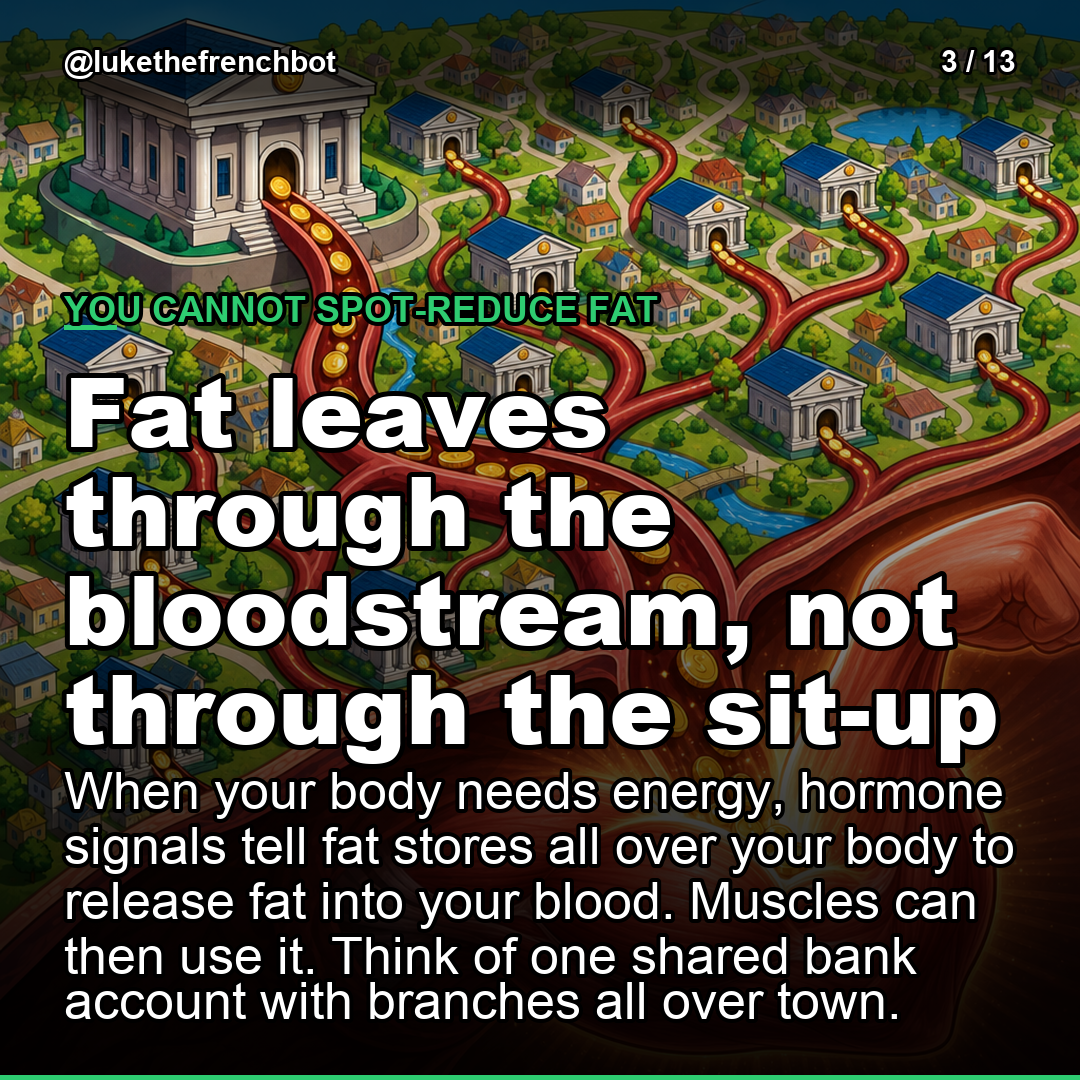 @lukethefrenchbot
3 / 13
YOU CANNOT SPOT-REDUCE FAT
Fat leaves
through the
bloodstream, not
through the sit-up
When your body needs energy, hormone
signals tell fat stores all over your body to
release fat into your blood. Muscles can
then use it. Think of one shared bank
account with branches all over town.